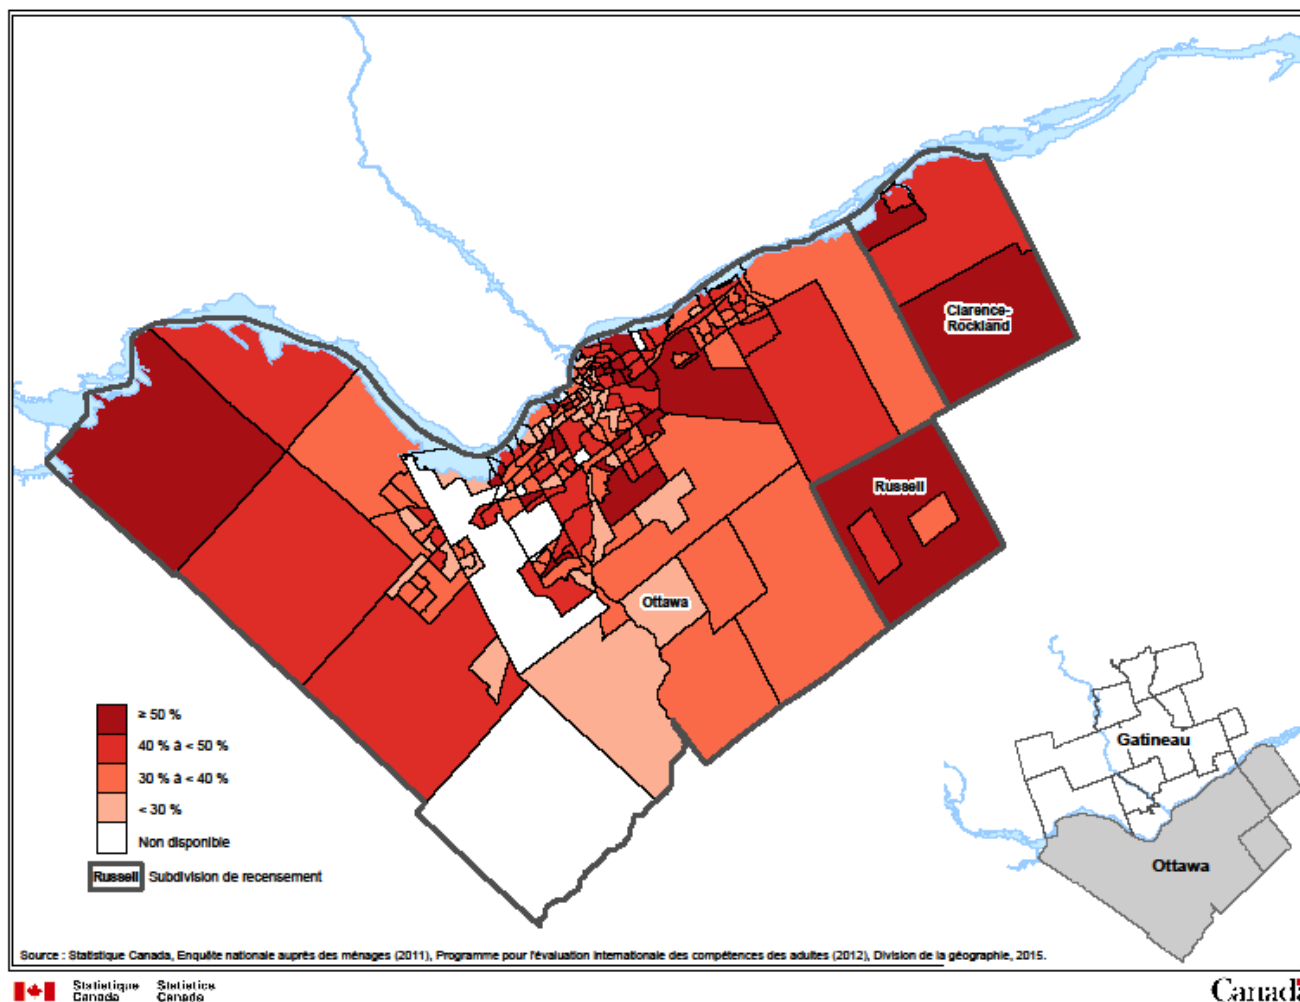 Clarence-
Rockland
Russell
Ottawa
≥ 50 %
40 % à < 50 %
30 % à < 40 %
< 30 %
Non disponible
Russell Subdivision de recensement
Gatineau
Ottawa
Source : Statistique Canada, Enquête nationale auprès des ménages (2011), Programme pour l'évaluation internationale des compétences des adultes (2012), Division de la géographie, 2015.
Statistique Statistics
Canada Canada
Canada